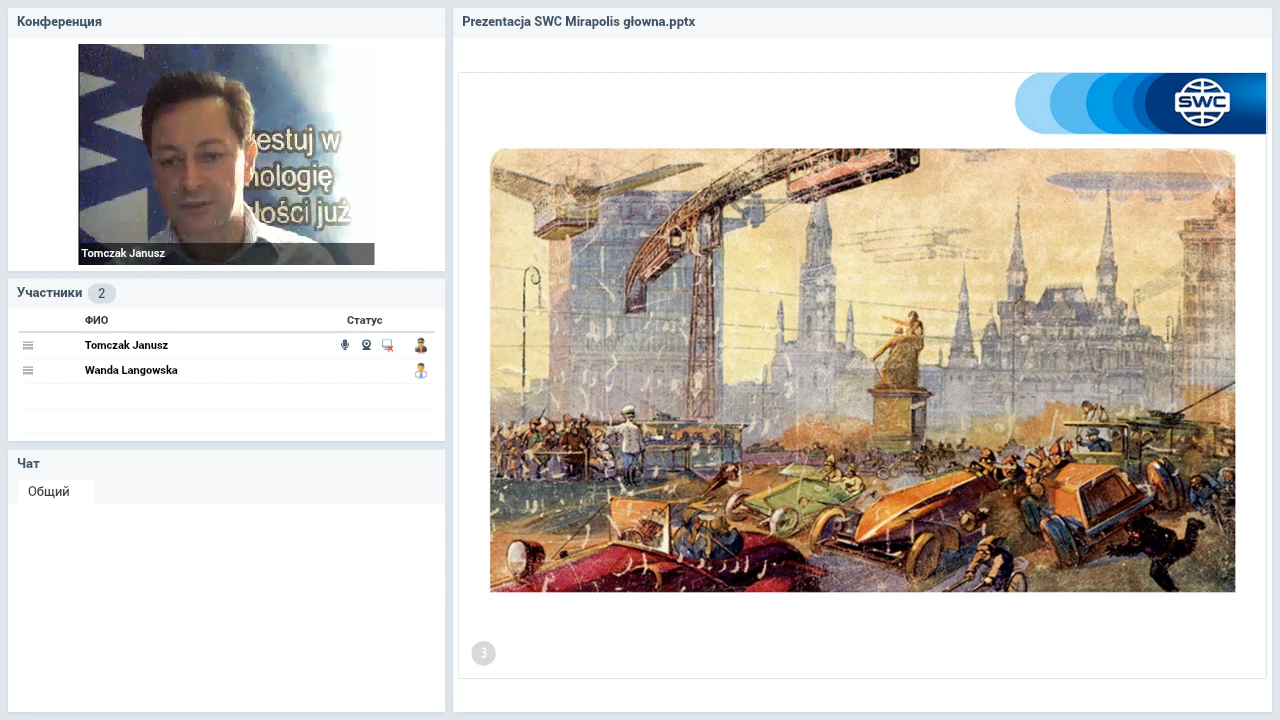 Конференция
estuj w
ologię
łości już
Tomczak Janusz
Участники 2
ФИО
Статус
Tomczak Janusz
Wanda Langowska
Чат
Общий
Prezentacja SWC Mirapolis głowna.pptx
SWC
3